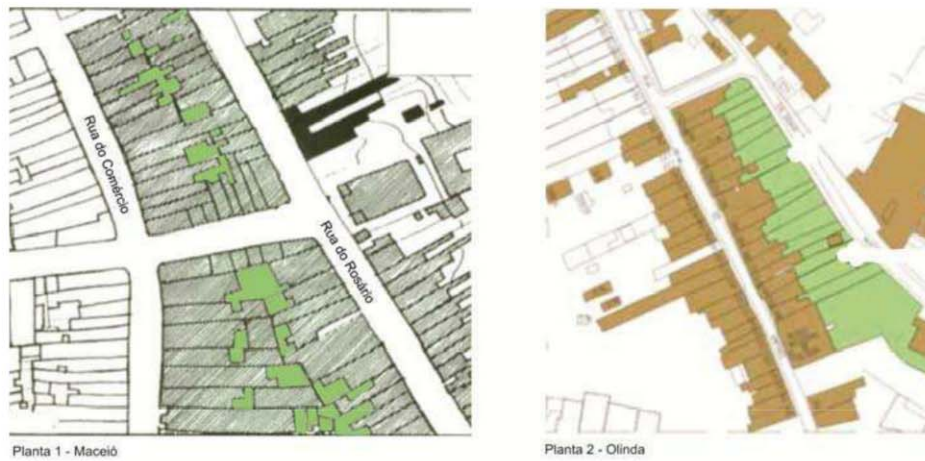 Rua do Comércio
Rua do Rosário
Planta 1 - Maceió
Planta 2 - Olinda